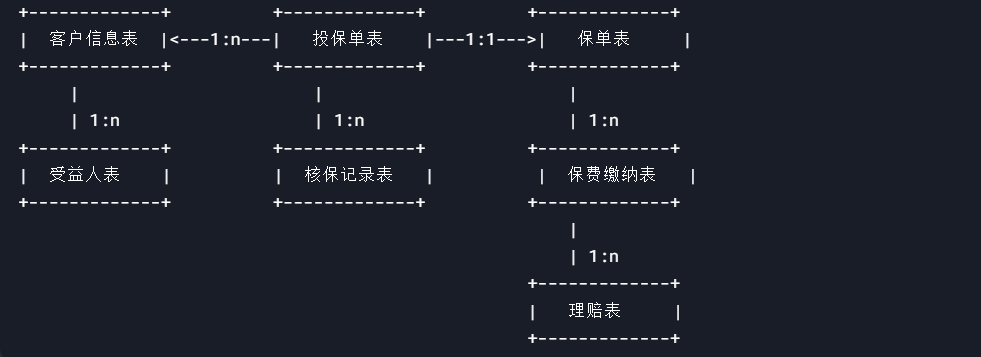 +-------------+          +-------------+          +-------------+
|  客户信息表  |<---1:n---|   投保单表    |---1:1--->|   保单表     |
+-------------+          +-------------+          +-------------+
     |                        |                        |
     | 1:n                    | 1:n                    | 1:n
+-------------+          +-------------+          +-------------+
|  受益人表    |          |  核保记录表   |          |  保费缴纳表   |
+-------------+          +-------------+          +-------------+
                                                       |
                                                       | 1:n
                                                  +-------------+
                                                  |   理赔表     |
                                                  +-------------+